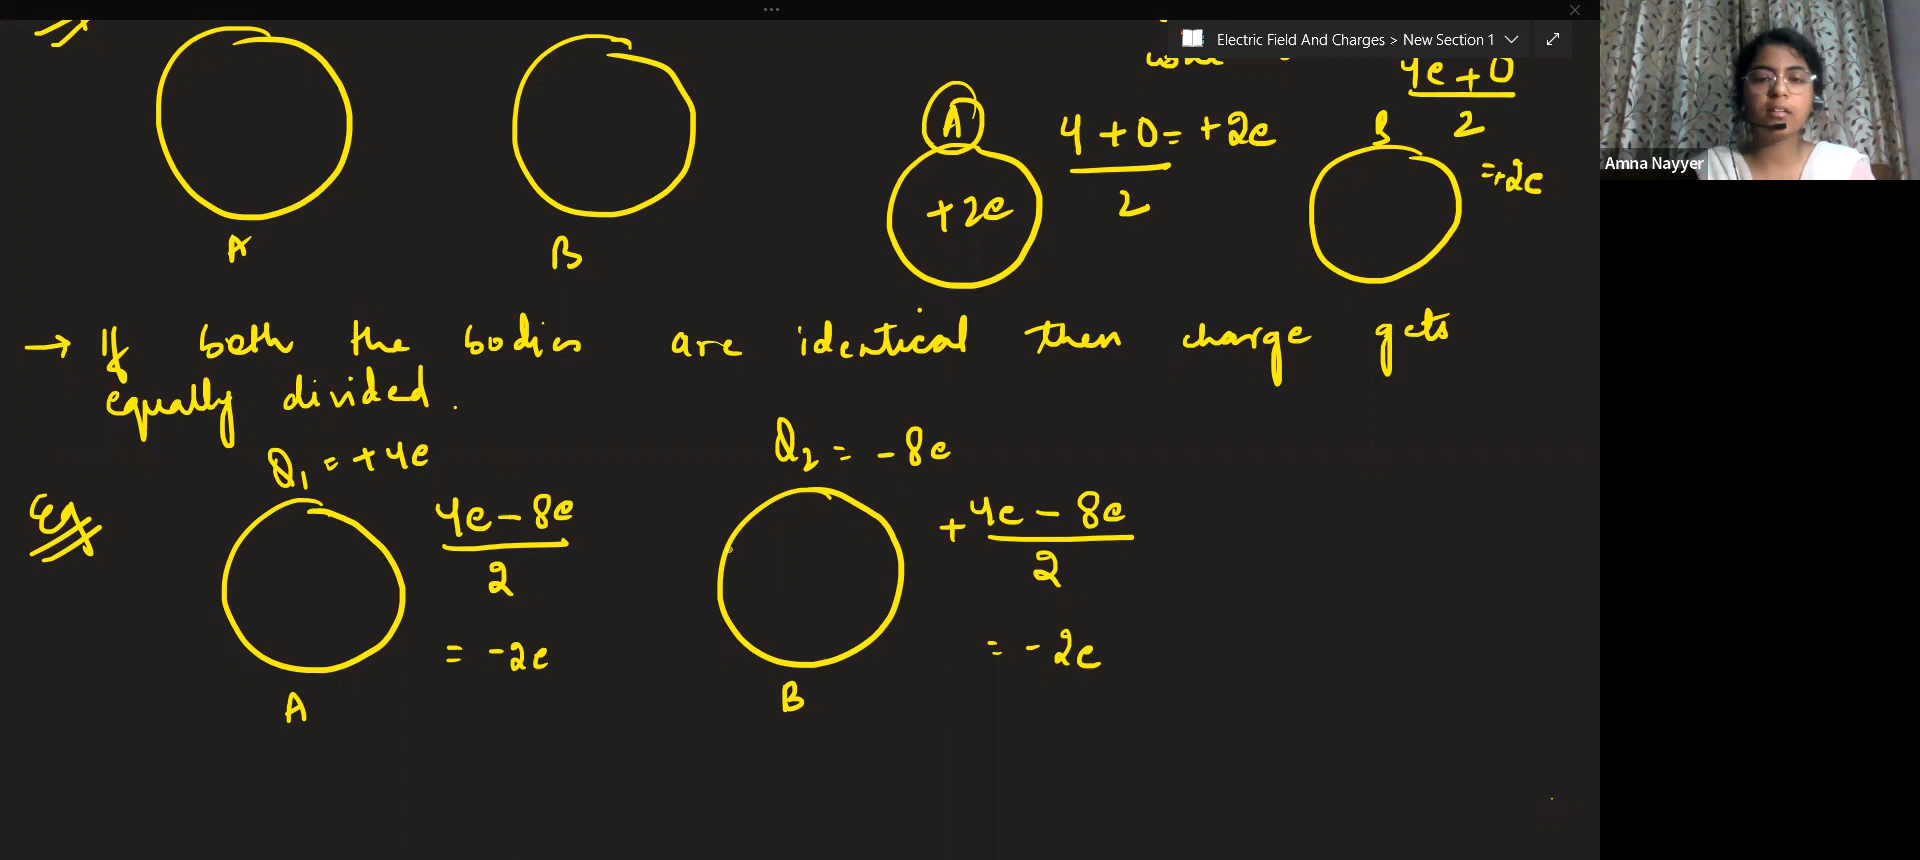 Electric Field And Charges > New Section 1
4e + 0
2
= +2e
A
4 + 0 = +2e
2
B
+2e
A
B
→ If both the bodies are identical then charge gets
equally divided.
Q1 = +4e
Q2 = -8e
Eg
4e - 8e
2
= -2e
+4e - 8e
2
= -2e
A
B
Amna Nayyer